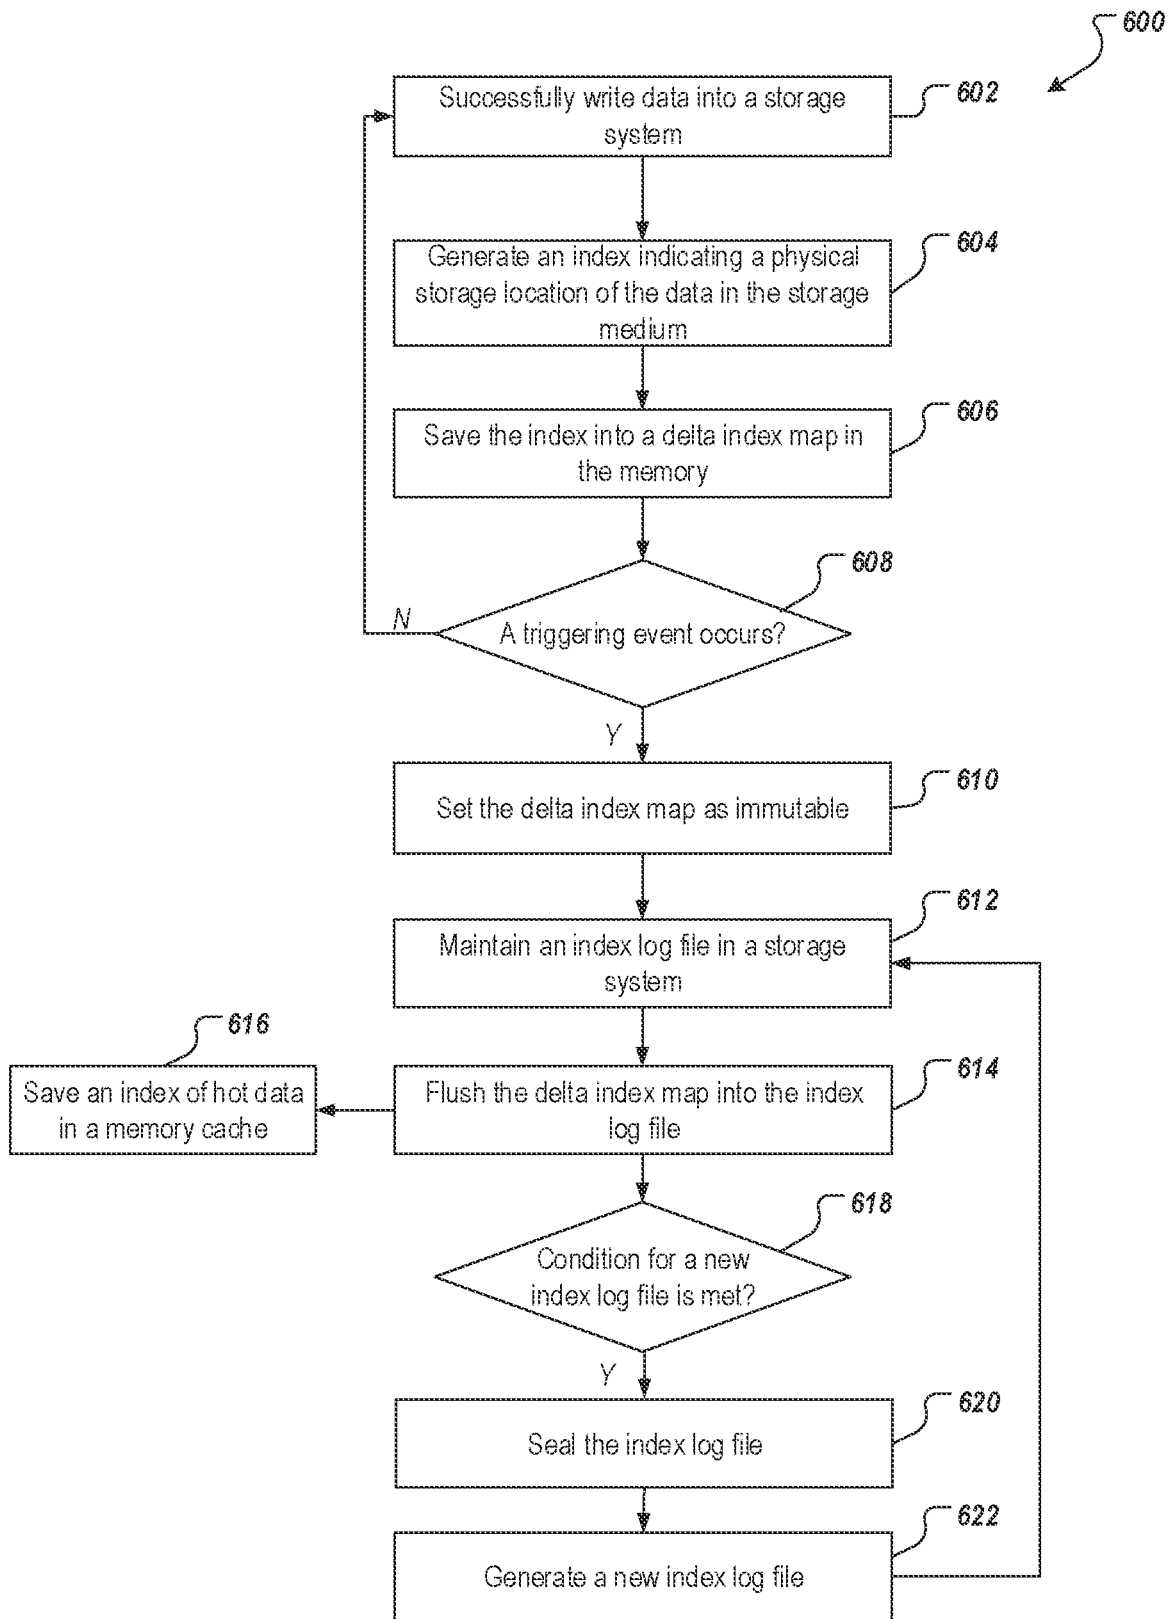 600
Successfully write data into a storage
system
602
Generate an index indicating a physical
storage location of the data in the storage
medium
604
Save the index into a delta index map in
the memory
606
A triggering event occurs?
608
N
Y
Set the delta index map as immutable
610
Maintain an index log file in a storage
system
612
Save an index of hot data
in a memory cache
616
Flush the delta index map into the index
log file
614
Condition for a new
index log file is met?
618
Y
Seal the index log file
620
Generate a new index log file
622